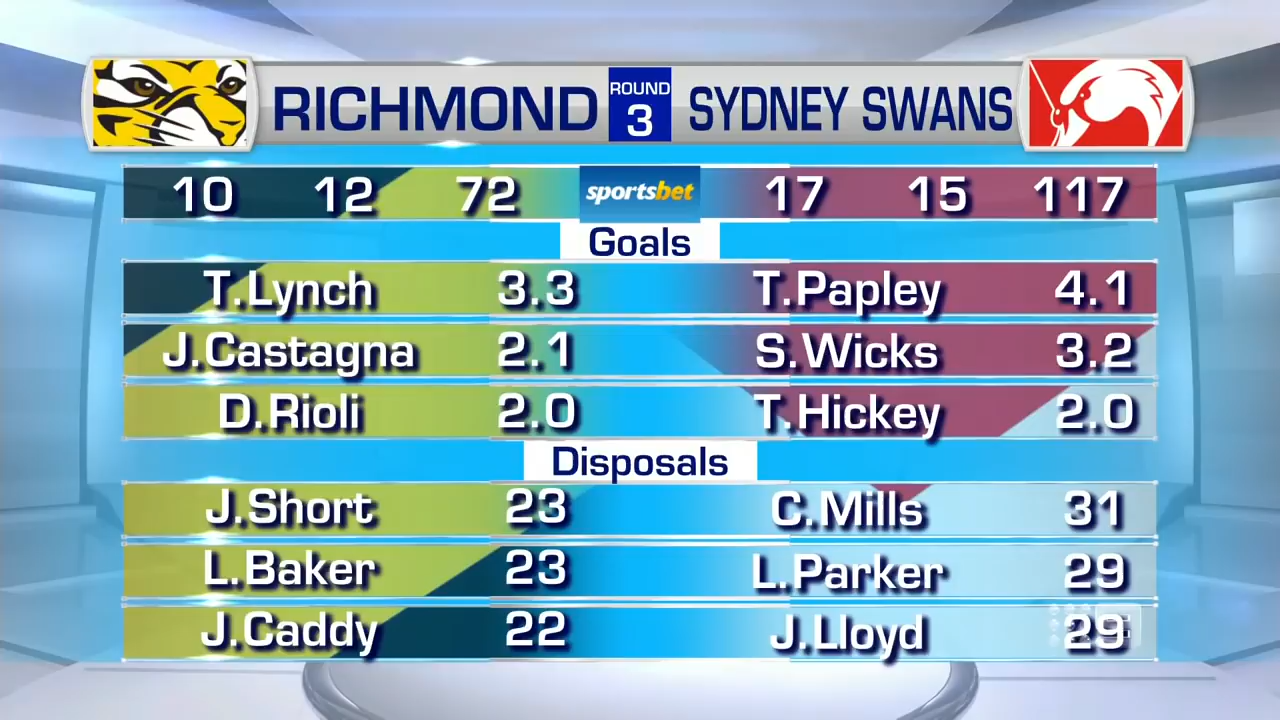 RICHMOND ROUND 3 SYDNEY SWANS
10 12 72 sportsbet 17 15 117
Goals
T.Lynch 3.3 T.Papley 4.1
J.Castagna 2.1 S.Wicks 3.2
D.Rioli 2.0 T.Hickey 2.0
Disposals
J.Short 23 C.Mills 31
L.Baker 23 L.Parker 29
J.Caddy 22 J.Lloyd 29